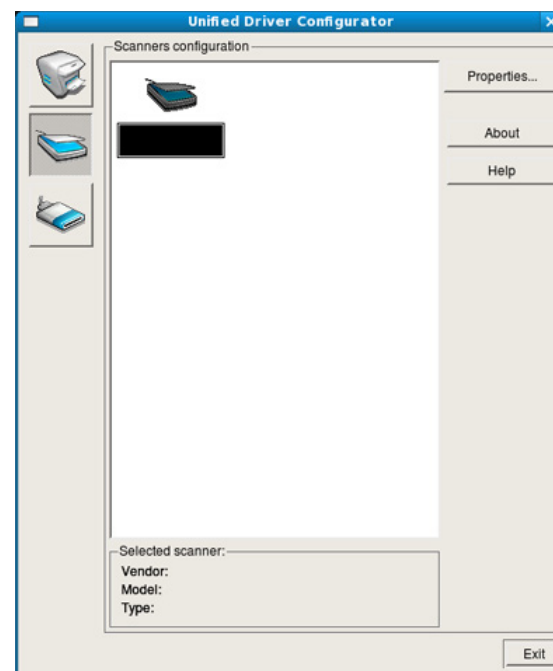 Unified Driver Configurator
Scanners configuration
Properties...
About
Help
Selected scanner:
Vendor:
Model:
Type:
Exit